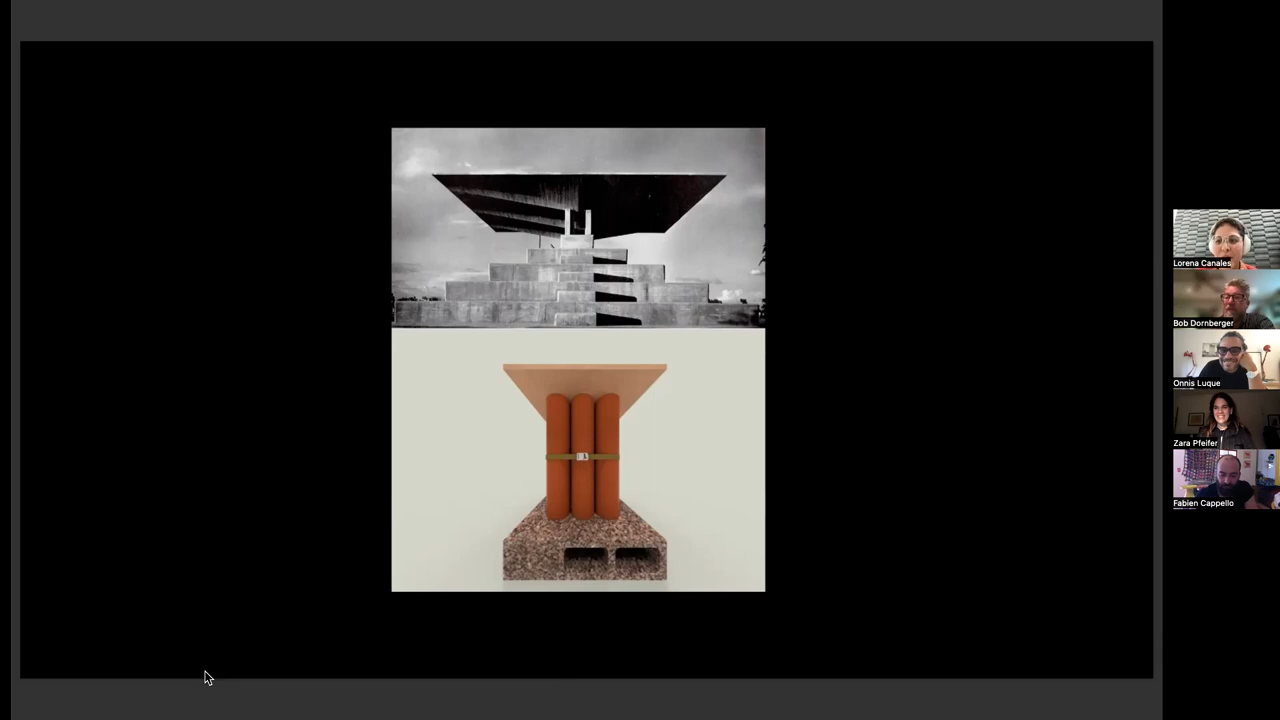 Lorena Canales
Bob Dornberger
Onnis Luque
Zara Pfeifer
Fabien Cappello